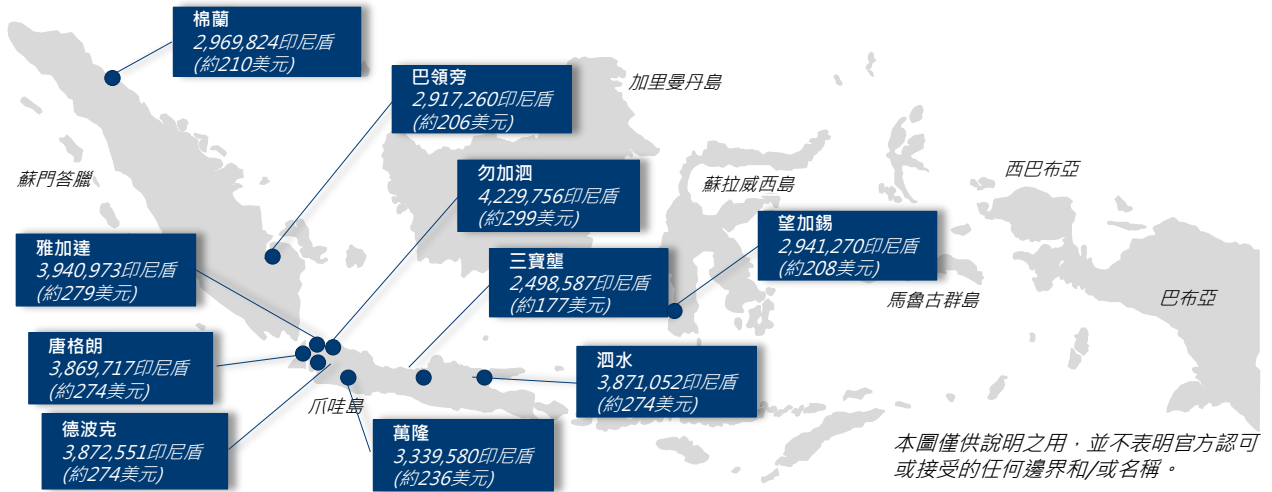 棉蘭
2,969,824印尼盾
(約210美元)
巴領旁
2,917,260印尼盾
(約206美元)
加里曼丹島
勿加泗
4,229,756印尼盾
(約299美元)
蘇門答臘
蘇拉威西島
西巴布亞
望加錫
2,941,270印尼盾
(約208美元)
雅加達
3,940,973印尼盾
(約279美元)
三寶壟
2,498,587印尼盾
(約177美元)
馬魯古群島
巴布亞
唐格朗
3,869,717印尼盾
(約274美元)
泗水
3,871,052印尼盾
(約274美元)
爪哇島
德波克
3,872,551印尼盾
(約274美元)
萬隆
3,339,580印尼盾
(約236美元)
本圖僅供說明之用，並不表明官方認可
或接受的任何邊界和/或名稱。